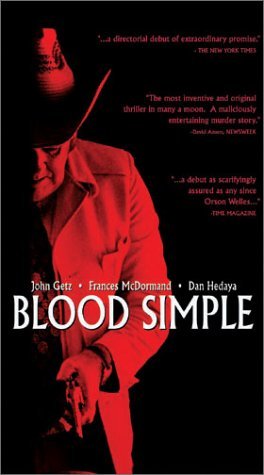 "...a directorial debut of extraordinary promise."
- THE NEW YORK TIMES
"The most inventive and original
thriller in many a moon. A maliciously
entertaining murder story."
-David Ansen, NEWSWEEK
"...a debut as scarifyingly
assured as any since
Orson Welles..."
-TIME MAGAZINE
John Getz • Frances McDormand • Dan Hedaya
BLOOD SIMPLE